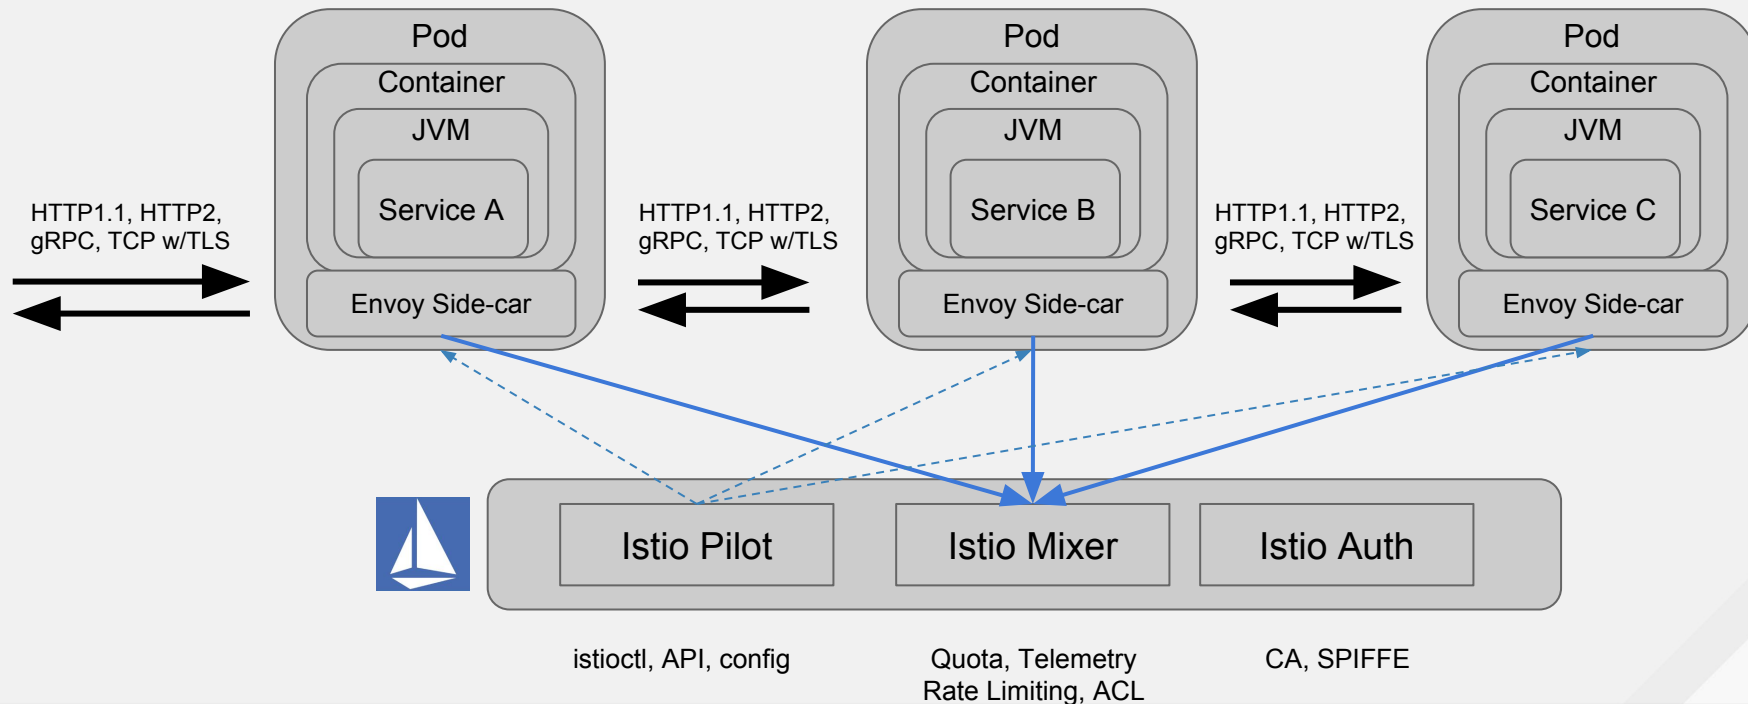 Pod
Container
JVM
Service A
Envoy Side-car
Pod
Container
JVM
Service B
Envoy Side-car
Pod
Container
JVM
Service C
Envoy Side-car
HTTP1.1, HTTP2,
gRPC, TCP w/TLS
HTTP1.1, HTTP2,
gRPC, TCP w/TLS
HTTP1.1, HTTP2,
gRPC, TCP w/TLS
Istio Pilot
Istio Mixer
Istio Auth
istioctl, API, config
Quota, Telemetry
Rate Limiting, ACL
CA, SPIFFE